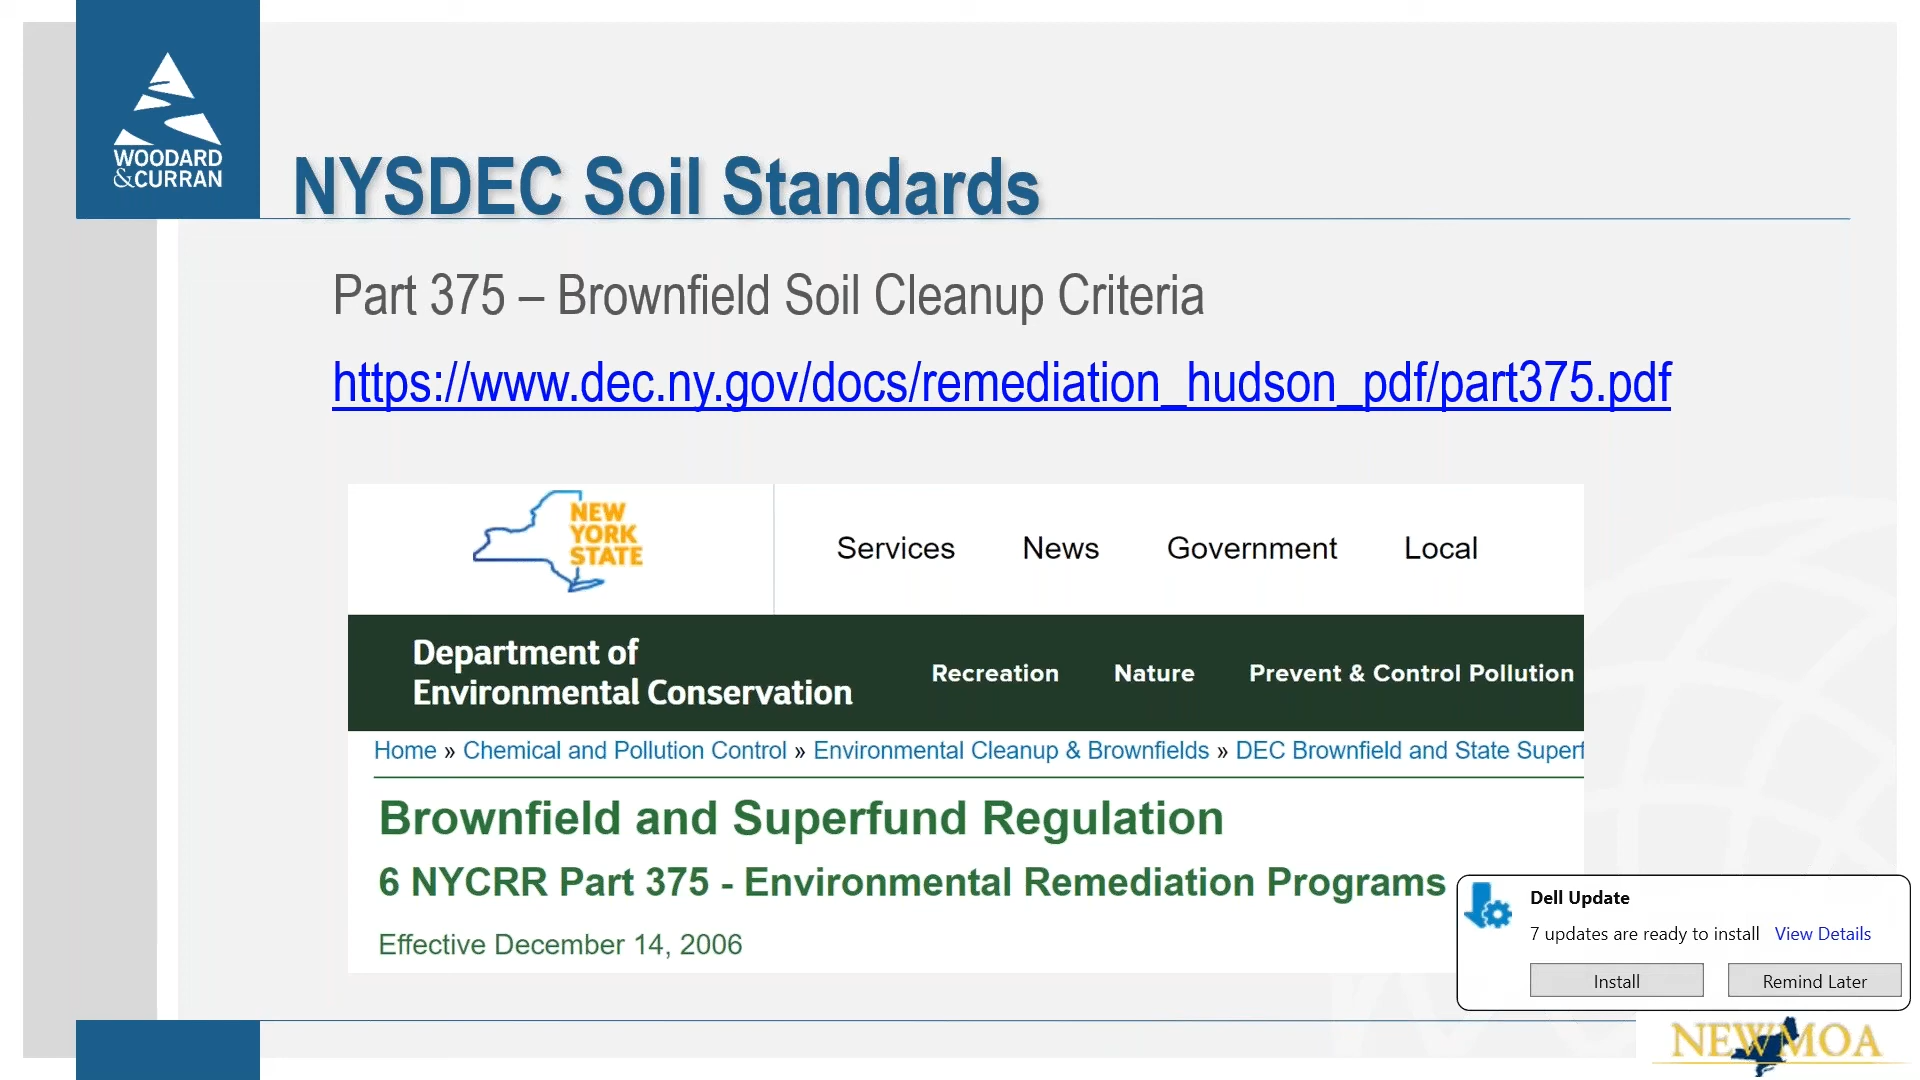 WOODARD
&CURRAN
NYSDEC Soil Standards
Part 375 – Brownfield Soil Cleanup Criteria
https://www.dec.ny.gov/docs/remediation_hudson_pdf/part375.pdf
NEW
YORK
STATE
Services News Government Local
Department of
Environmental Conservation
Recreation Nature Prevent & Control Pollution
Home » Chemical and Pollution Control » Environmental Cleanup & Brownfields » DEC Brownfield and State Superf
Brownfield and Superfund Regulation
6 NYCRR Part 375 - Environmental Remediation Programs
Effective December 14, 2006
Dell Update
7 updates are ready to install View Details
Install Remind Later
NEWMOA